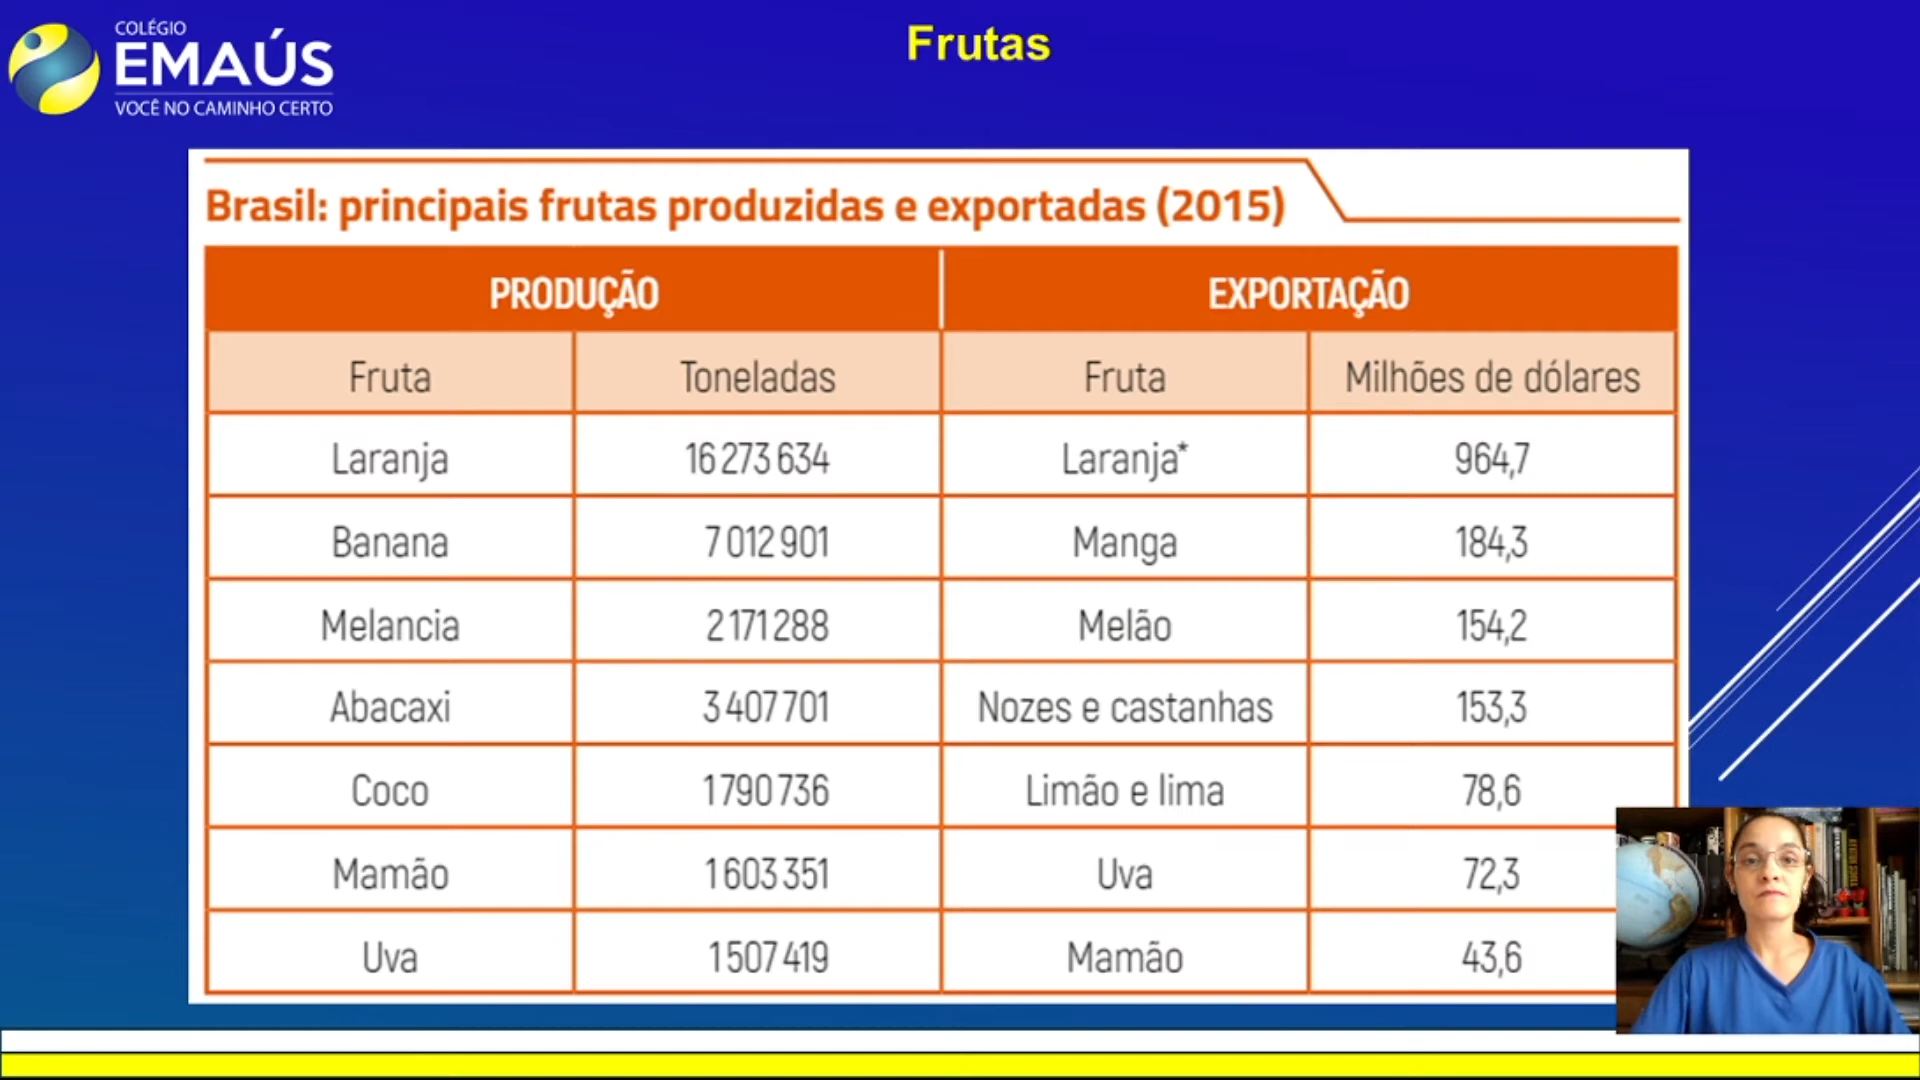 COLÉGIO
EMAÚS
VOCÊ NO CAMINHO CERTO
Frutas
Brasil: principais frutas produzidas e exportadas (2015)
PRODUÇÃO EXPORTAÇÃO
Fruta Toneladas Fruta Milhões de dólares
Laranja 16 273 634 Laranja* 964,7
Banana 7 012 901 Manga 184,3
Melancia 2 171 288 Melão 154,2
Abacaxi 3 407 701 Nozes e castanhas 153,3
Coco 1 790 736 Limão e lima 78,6
Mamão 1 603 351 Uva 72,3
Uva 1 507 419 Mamão 43,6